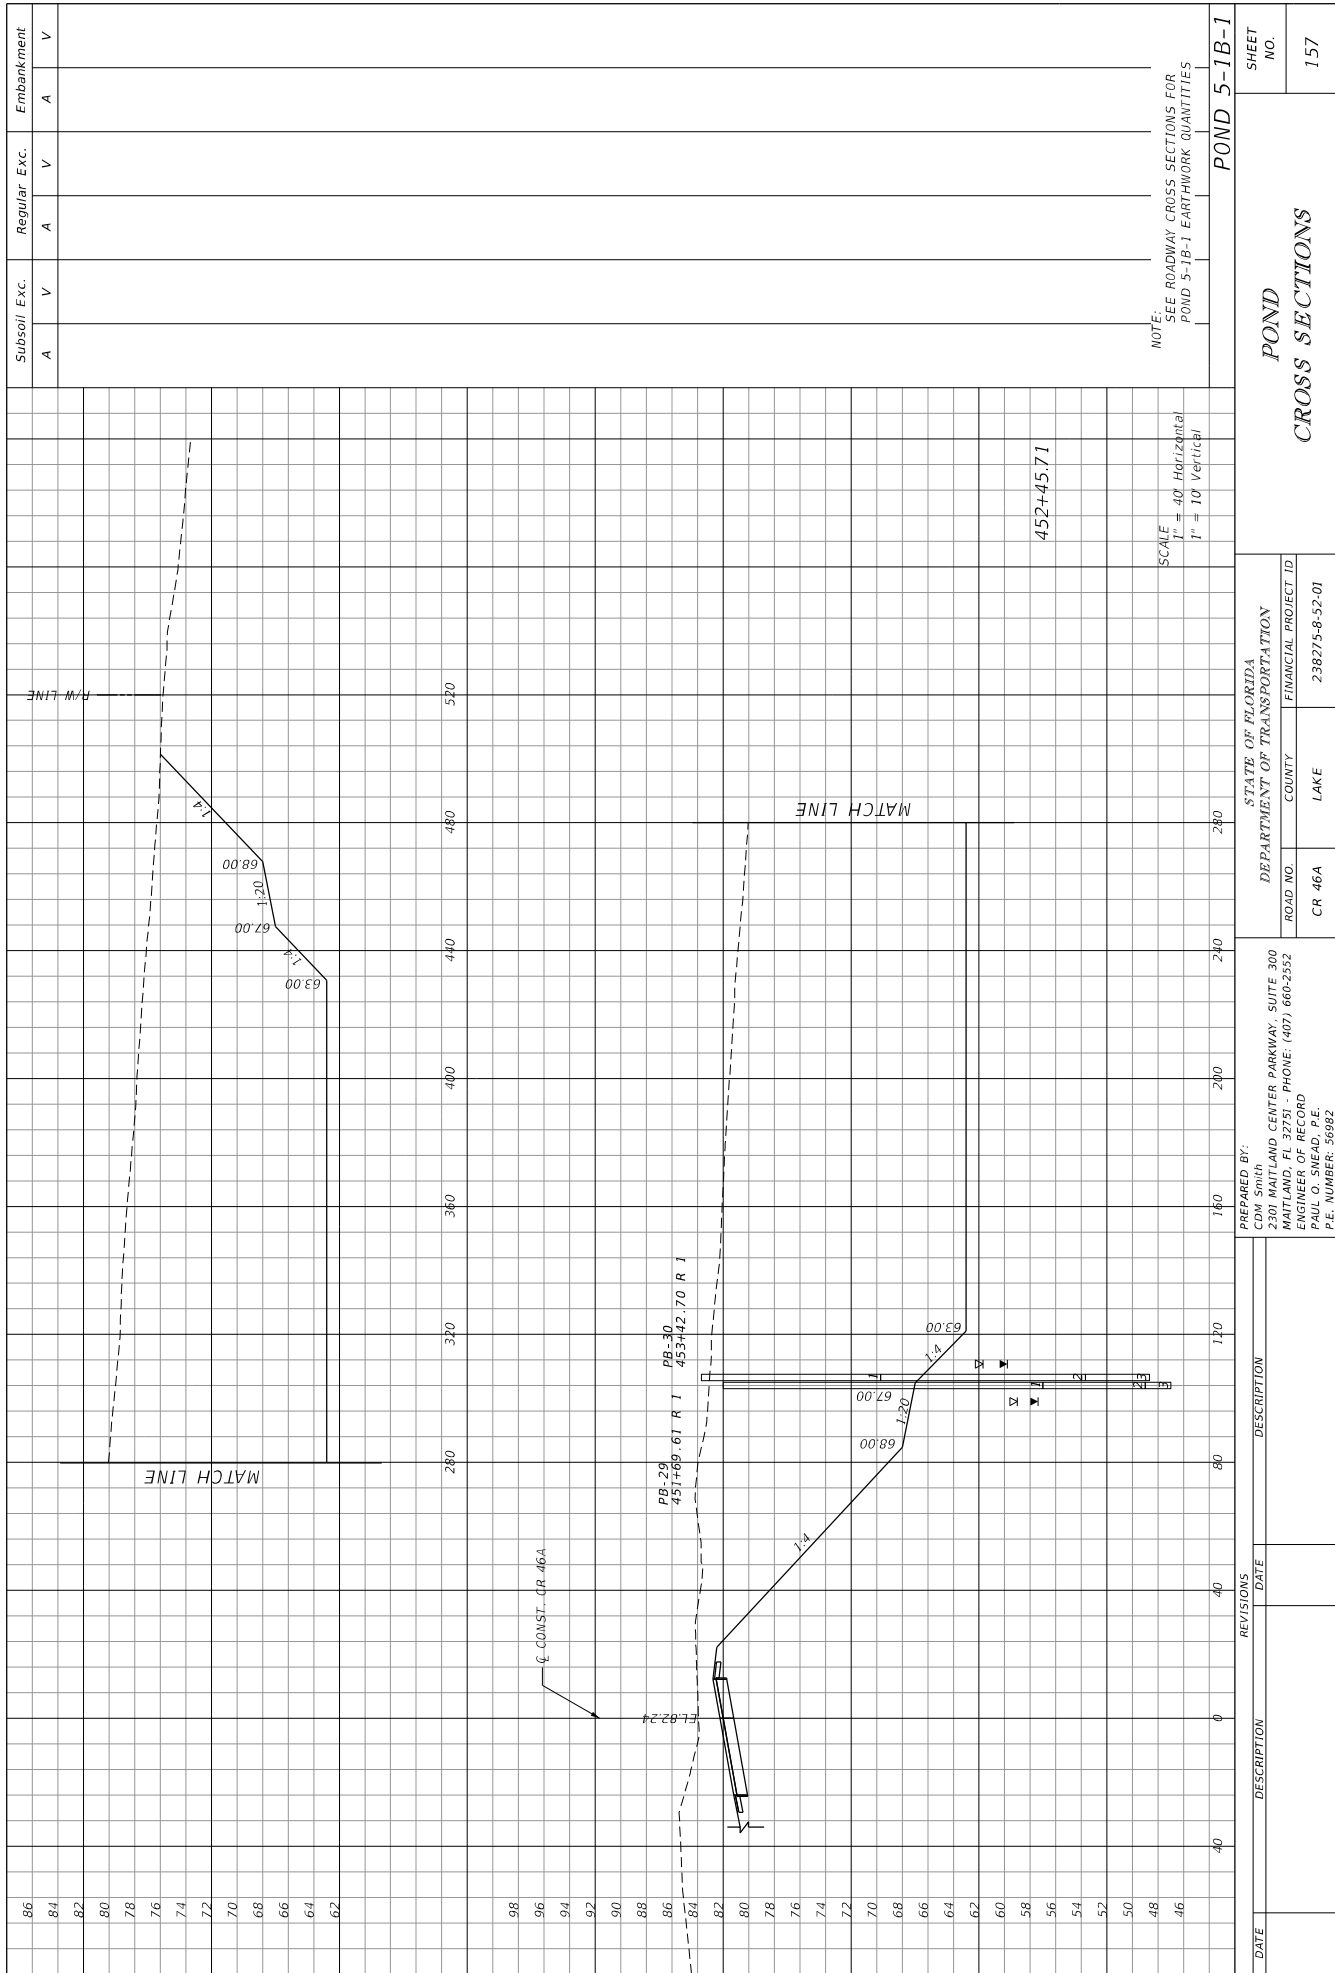 Subsoil Exc.
Regular Exc.
Embankment
A
V
A
V
A
V
86
84
82
80
78
76
74
72
70
68
66
64
62
MATCH LINE
63.00
1:4
67.00
1:20
68.00
1:4
R/W LINE
280
320
360
400
440
480
520
98
96
94
92
90
88
86
84
82
80
78
76
74
72
70
68
66
64
62
60
58
56
54
52
50
48
46
℄ CONST. CR 46A
EL.82.24
PB-29
451+69.61 R 1
PB-30
453+42.70 R 1
1:4
68.00
1:20
67.00
1:4
63.00
1
2
3
1
2
3
MATCH LINE
40
0
40
80
120
160
200
240
280
452+45.71
SCALE
1" = 40' Horizontal
1" = 10' Vertical
NOTE:
SEE ROADWAY CROSS SECTIONS FOR
POND 5-1B-1 EARTHWORK QUANTITIES
POND 5-1B-1
REVISIONS
DATE
DESCRIPTION
DATE
DESCRIPTION
PREPARED BY:
CDM Smith
2301 MAITLAND CENTER PARKWAY, SUITE 300
MAITLAND, FL 32751 - PHONE: (407) 660-2552
ENGINEER OF RECORD
PAUL Q. SNEAD, P.E.
P.E. NUMBER: 56982
STATE OF FLORIDA
DEPARTMENT OF TRANSPORTATION
ROAD NO.
COUNTY
FINANCIAL PROJECT ID
CR 46A
LAKE
238275-8-52-01
POND
CROSS SECTIONS
SHEET
NO.
157